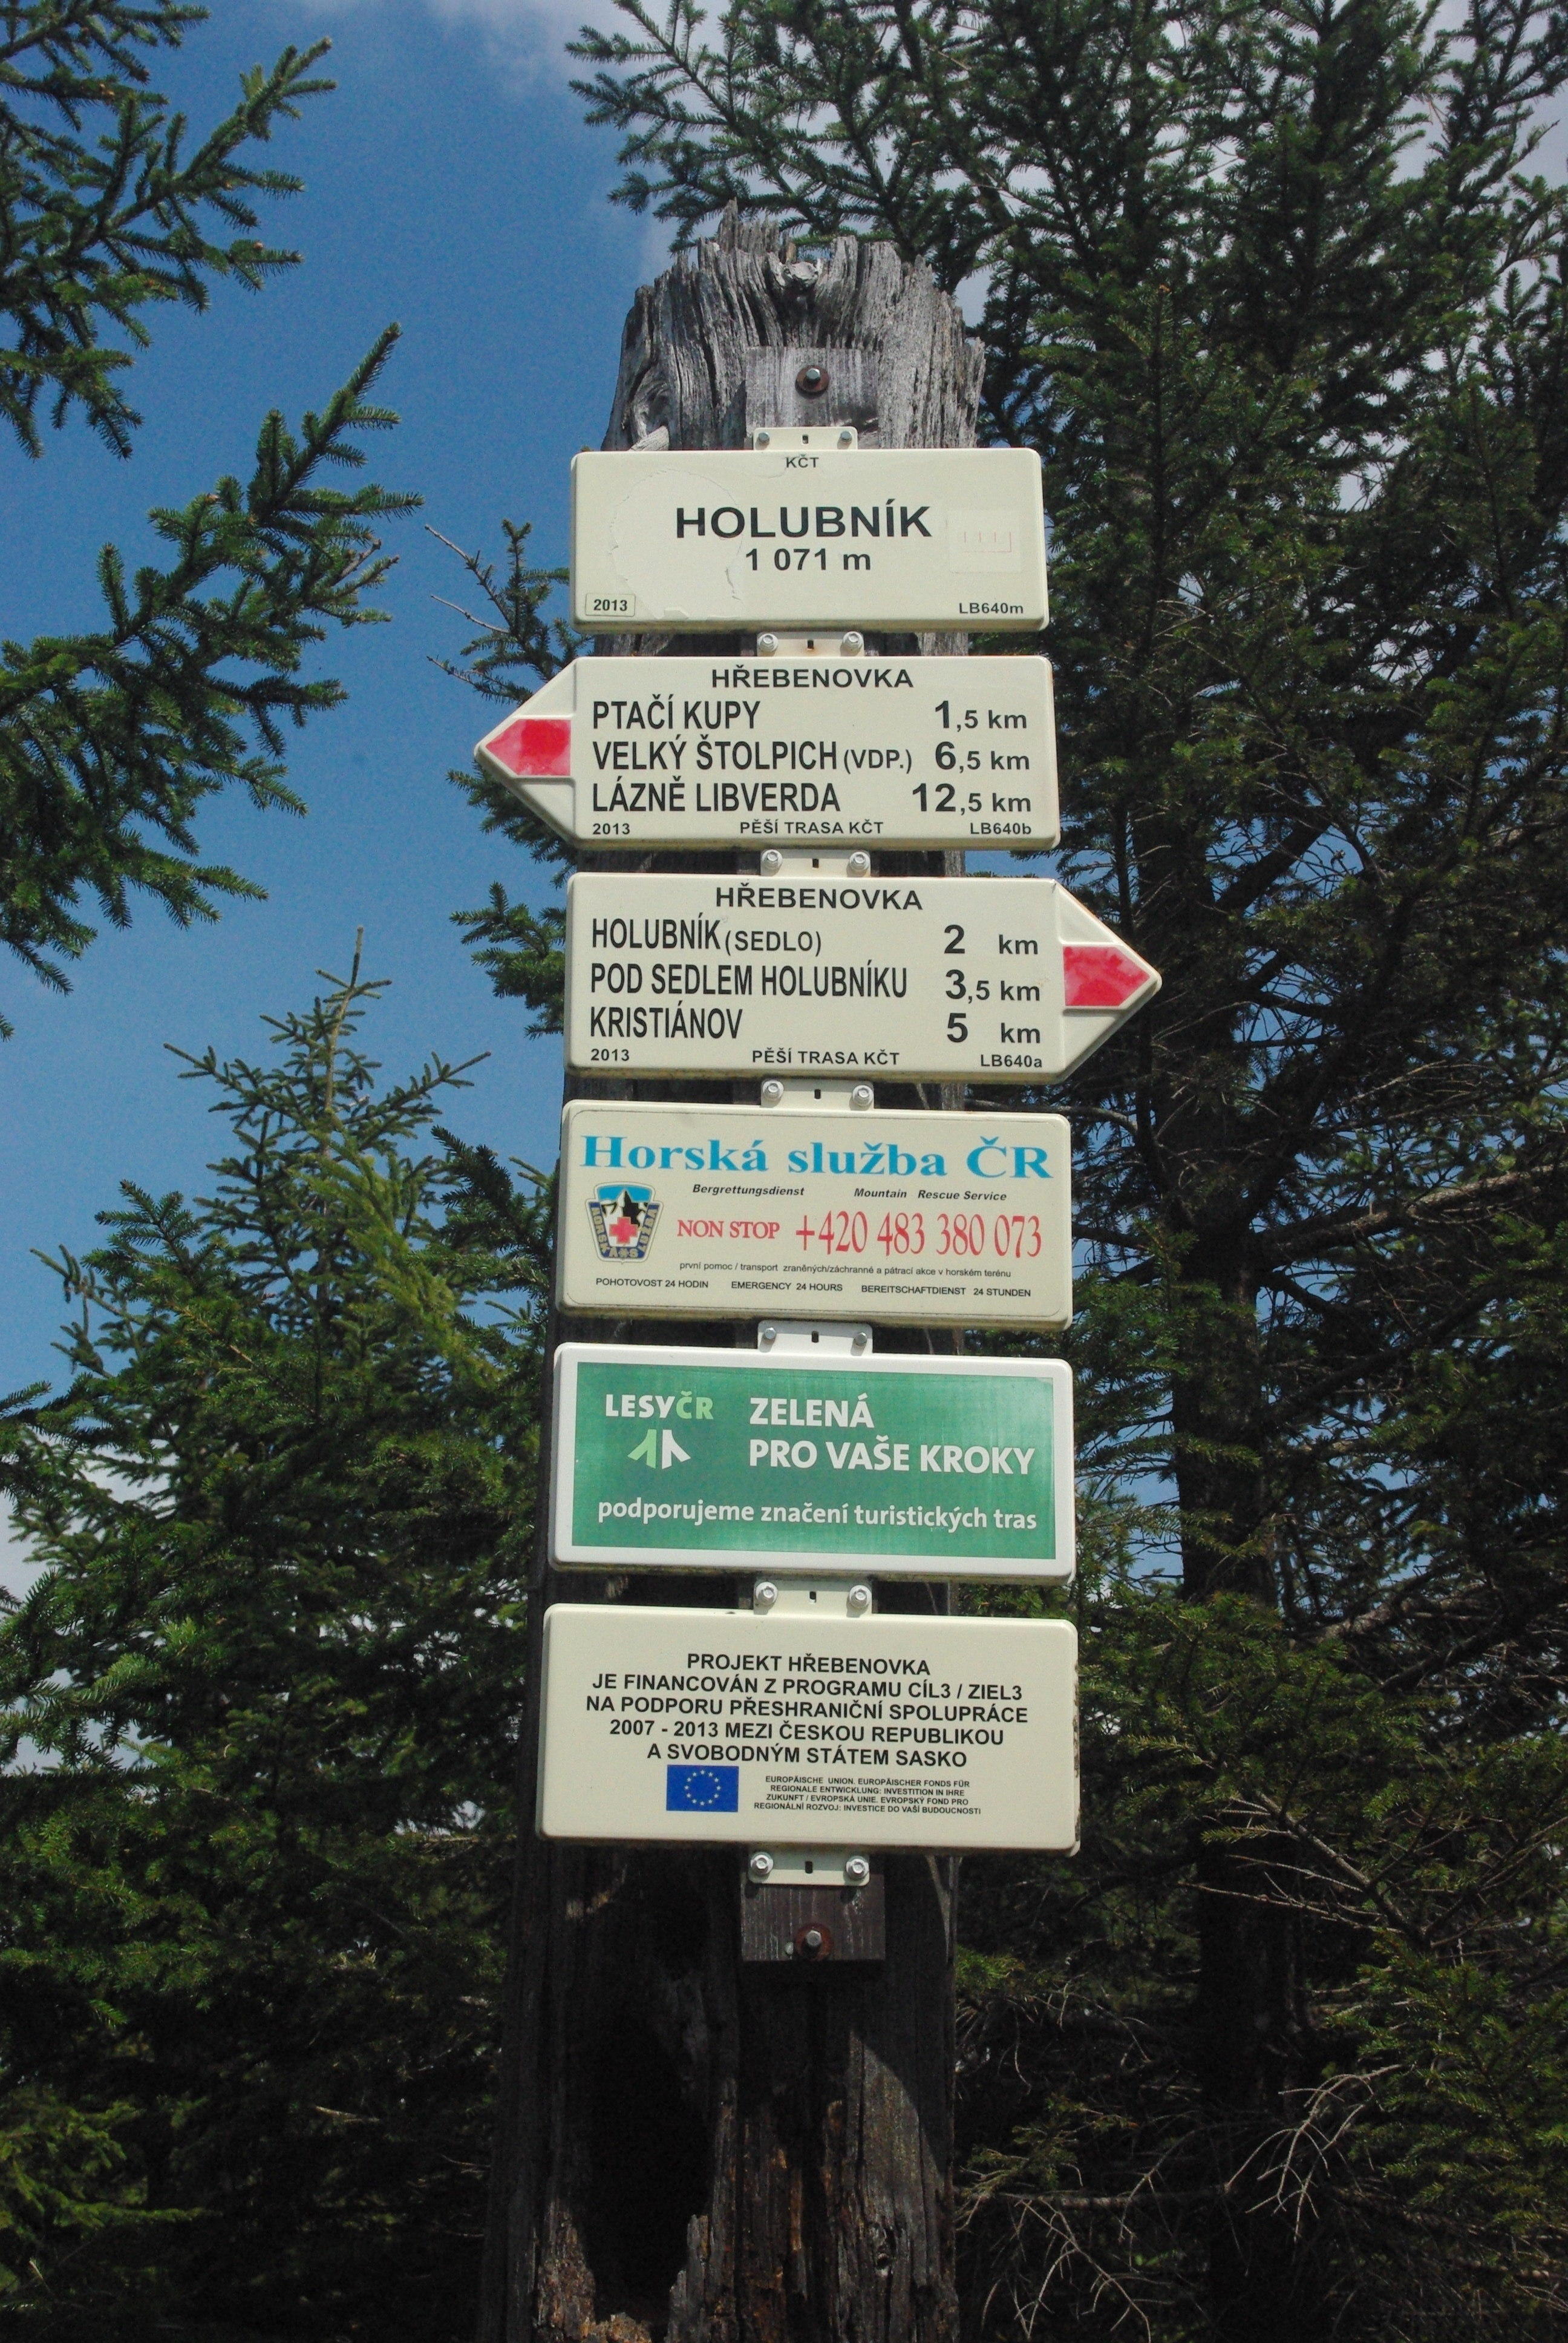 KČT
HOLUBNÍK
1 071 m
2013 LB640m
HŘEBENOVKA
PTAČÍ KUPY 1,5 km
VELKÝ ŠTOLPICH (VDP.) 6,5 km
LÁZNĚ LIBVERDA 12,5 km
2013 PĚŠÍ TRASA KČT LB640b
HŘEBENOVKA
HOLUBNÍK (SEDLO) 2 km
POD SEDLEM HOLUBNÍKU 3,5 km
KRISTIÁNOV 5 km
2013 PĚŠÍ TRASA KČT LB640a
Horská služba ČR
Bergrettungsdienst Mountain Rescue Service
HORSKÁ SLUŽBA
NON STOP +420 483 380 073
první pomoc / transport zraněných/záchranné a pátrací akce v horském terénu
POHOTOVOST 24 HODIN EMERGENCY 24 HOURS BEREITSCHAFTDIENST 24 STUNDEN
LESYČR ZELENÁ
PRO VAŠE KROKY
podporujeme značení turistických tras
PROJEKT HŘEBENOVKA
JE FINANCOVÁN Z PROGRAMU CÍL3 / ZIEL3
NA PODPORU PŘESHRANIČNÍ SPOLUPRÁCE
2007 - 2013 MEZI ČESKOU REPUBLIKOU
A SVOBODNÝM STÁTEM SASKO
EUROPÄISCHE UNION. EUROPÄISCHER FONDS FÜR
REGIONALE ENTWICKLUNG: INVESTITION IN IHRE
ZUKUNFT / EVROPSKÁ UNIE. EVROPSKÝ FOND PRO
REGIONÁLNÍ ROZVOJ: INVESTICE DO VAŠÍ BUDOUCNOSTI